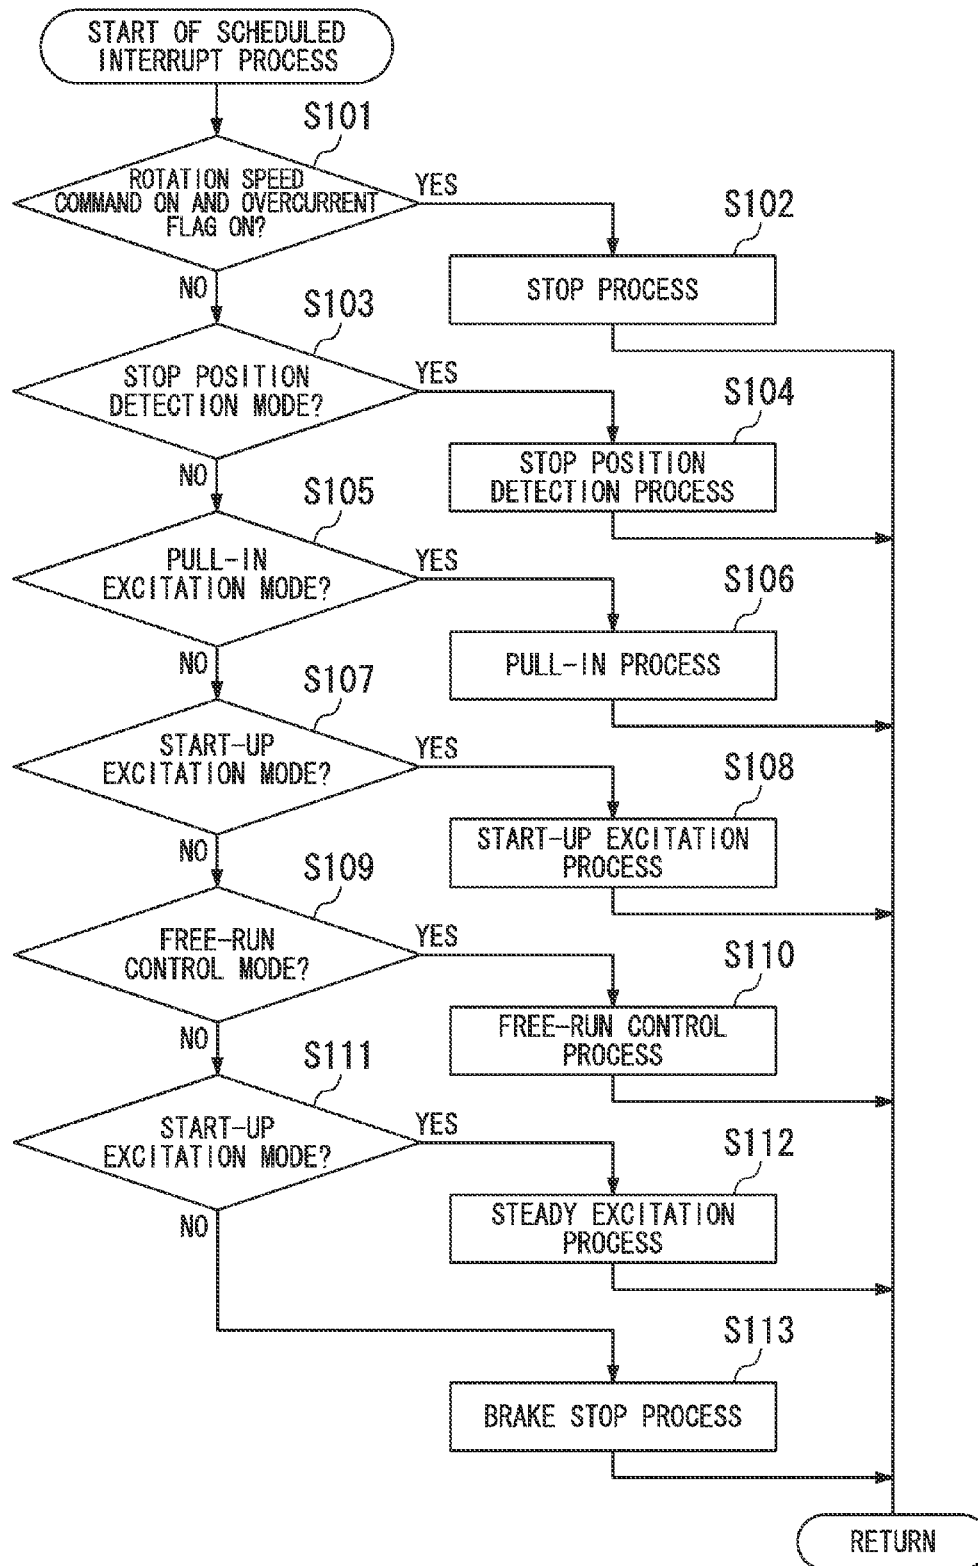 START OF SCHEDULED
INTERRUPT PROCESS
S101
ROTATION SPEED
COMMAND ON AND OVERCURRENT
FLAG ON?
YES
NO
S102
STOP PROCESS
S103
STOP POSITION
DETECTION MODE?
YES
NO
S104
STOP POSITION
DETECTION PROCESS
S105
PULL-IN
EXCITATION MODE?
YES
NO
S106
PULL-IN PROCESS
S107
START-UP
EXCITATION MODE?
YES
NO
S108
START-UP EXCITATION
PROCESS
S109
FREE-RUN
CONTROL MODE?
YES
NO
S110
FREE-RUN CONTROL
PROCESS
S111
START-UP
EXCITATION MODE?
YES
NO
S112
STEADY EXCITATION
PROCESS
S113
BRAKE STOP PROCESS
RETURN